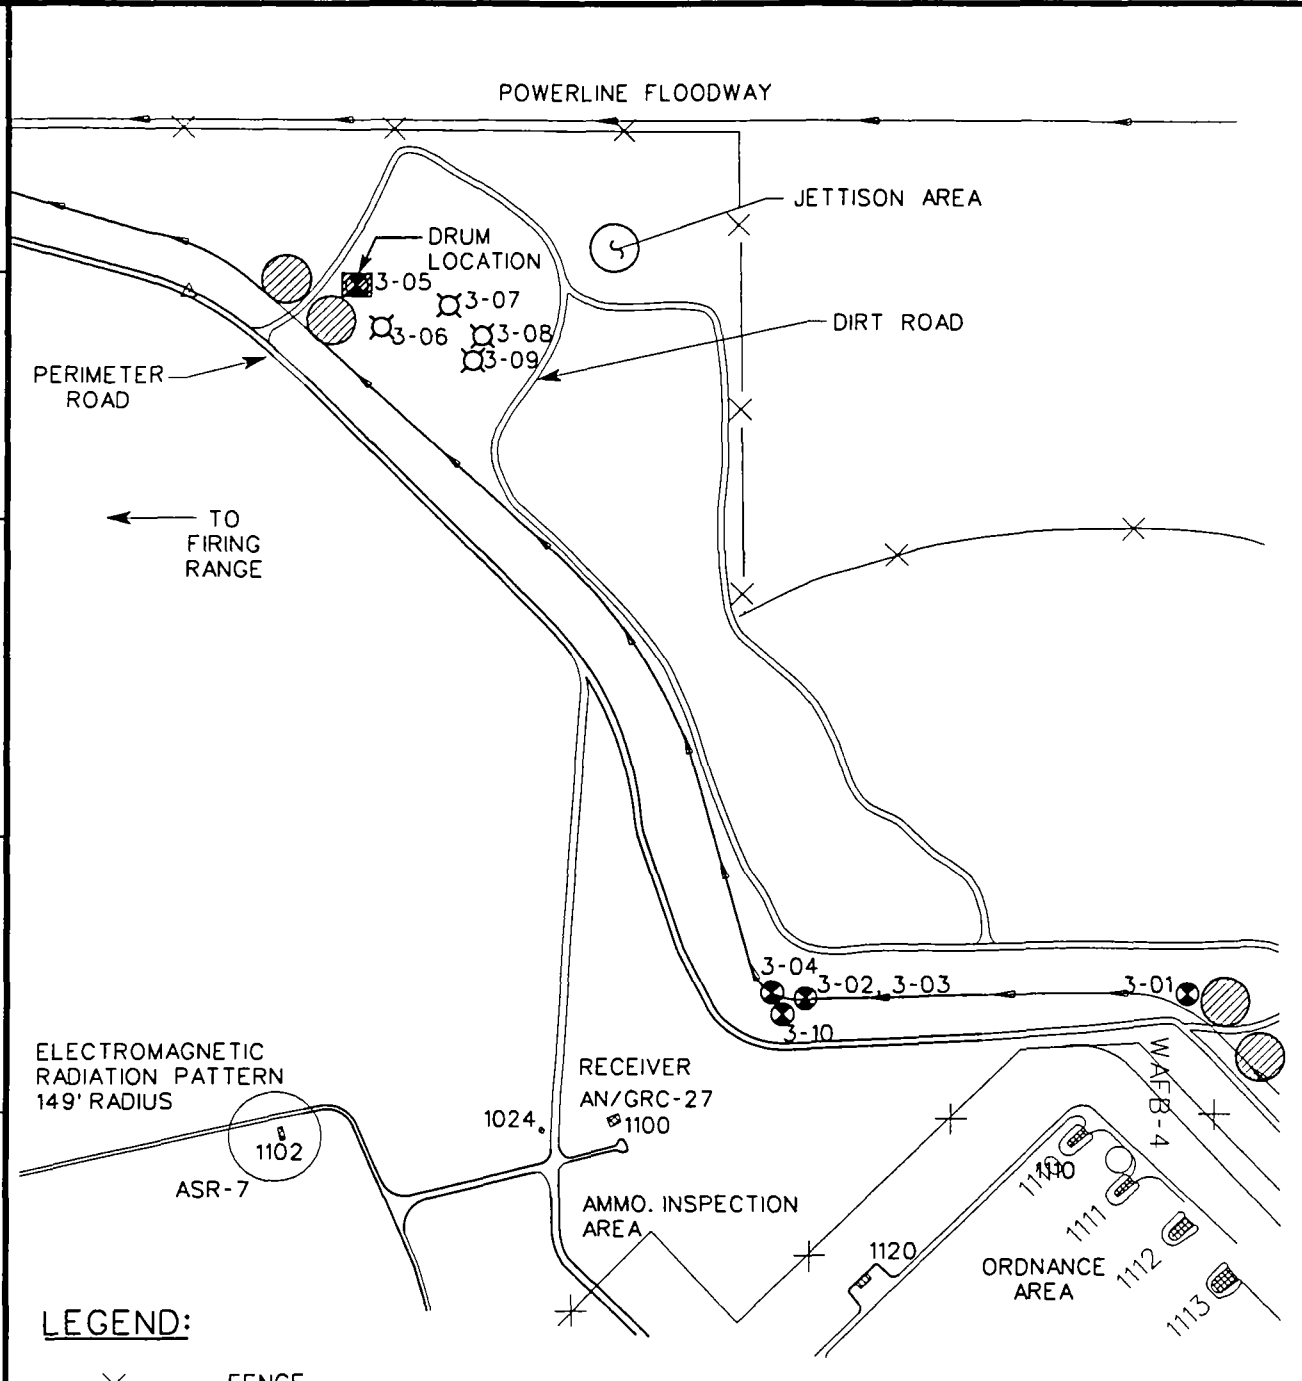 POWERLINE FLOODWAY
JETTISON AREA
DRUM
LOCATION
3-05
3-07
3-06
3-08
3-09
DIRT ROAD
PERIMETER
ROAD
TO
FIRING
RANGE
3-04
3-02, 3-03
3-01
3-10
ELECTROMAGNETIC
RADIATION PATTERN
149' RADIUS
1102
ASR-7
RECEIVER
AN/GRC-27
1024
1100
WAFB-4
AMMO. INSPECTION
AREA
1110
1111
1112
1113
1120
ORDNANCE
AREA
LEGEND:
FENCE